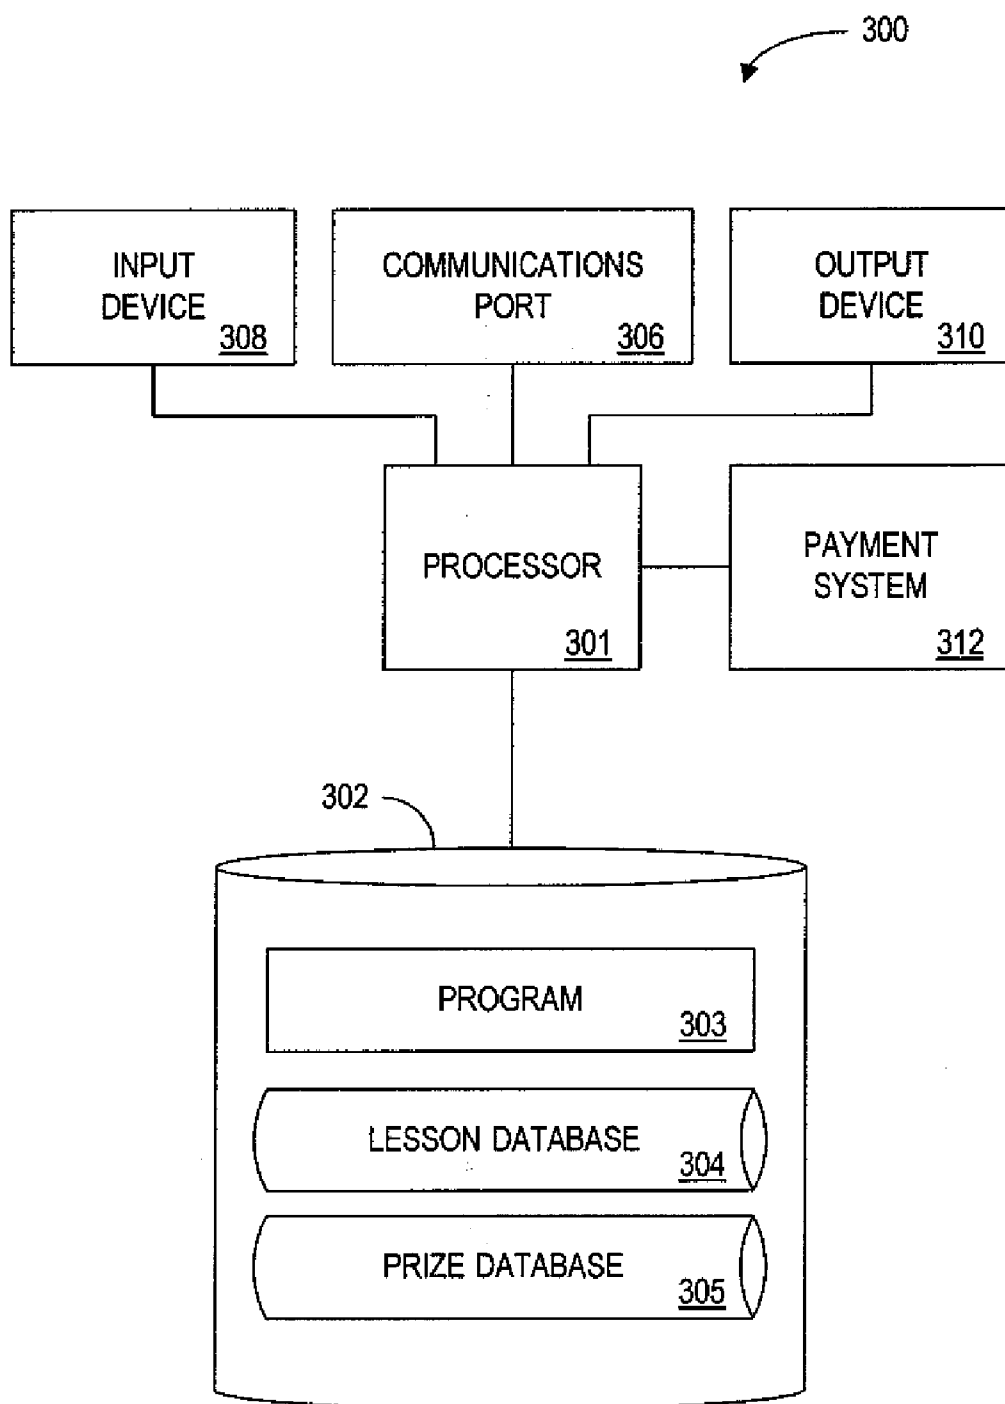 300
INPUT
DEVICE
308
COMMUNICATIONS
PORT
306
OUTPUT
DEVICE
310
PROCESSOR
301
PAYMENT
SYSTEM
312
302
PROGRAM
303
LESSON DATABASE
304
PRIZE DATABASE
305